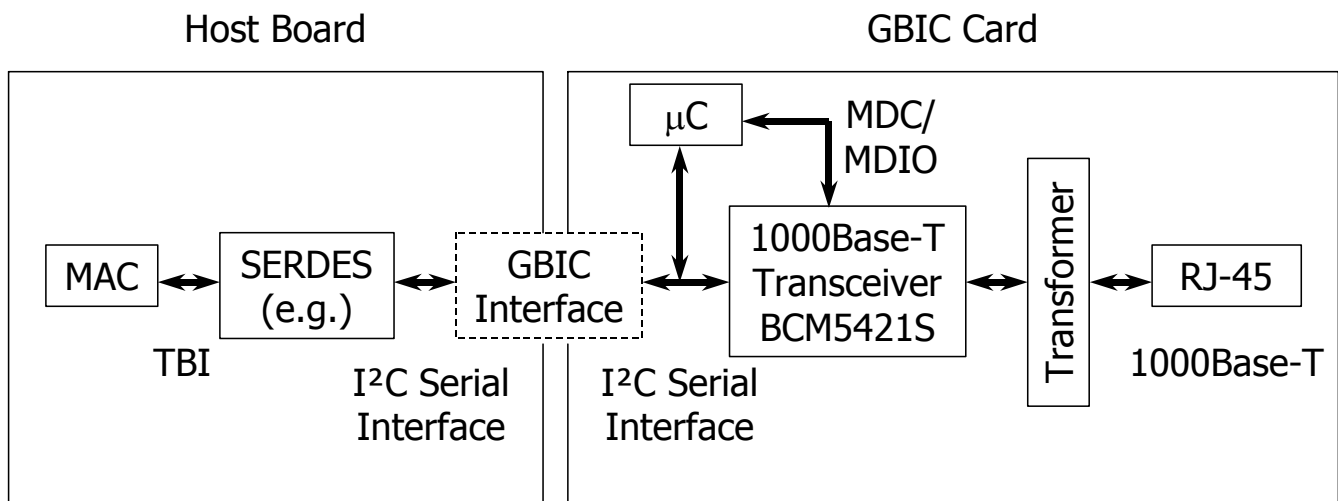 Host Board
GBIC Card
μC
MDC/
MDIO
MAC
TBI
SERDES
(e.g.)
GBIC
Interface
I²C Serial
Interface
I²C Serial
Interface
1000Base-T
Transceiver
BCM5421S
Transformer
RJ-45
1000Base-T